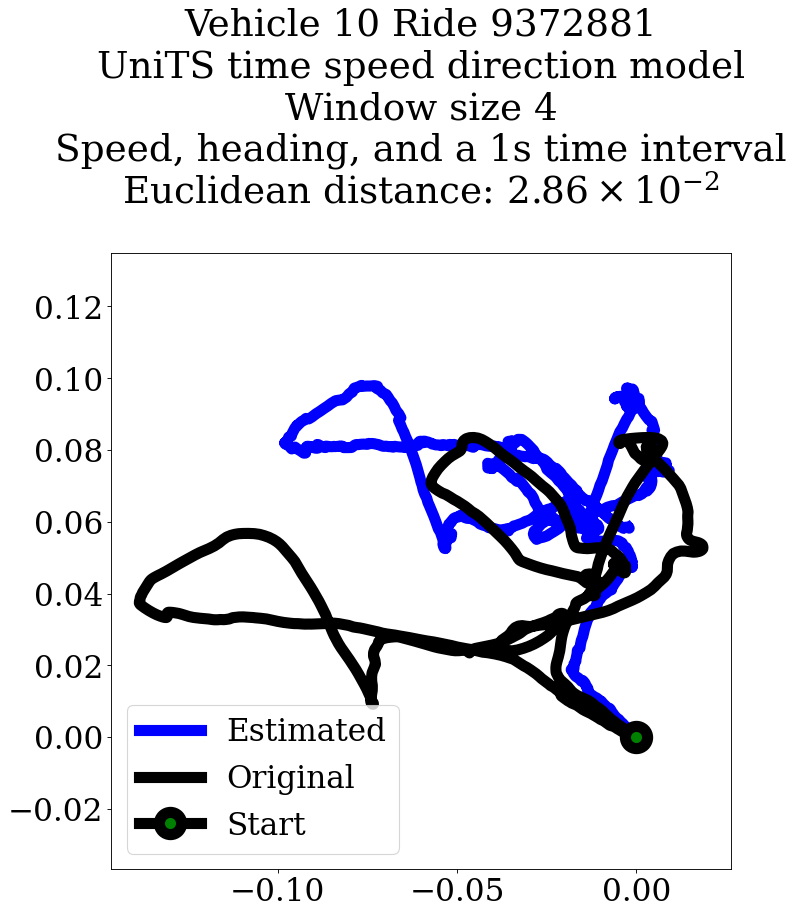 Vehicle 10 Ride 9372881
UniTS time speed direction model
Window size 4
Speed, heading, and a 1s time interval
Euclidean distance: 2.86 × 10⁻²
0.12
0.10
0.08
0.06
0.04
0.02
0.00
−0.02
Estimated
Original
Start
−0.10 −0.05 0.00